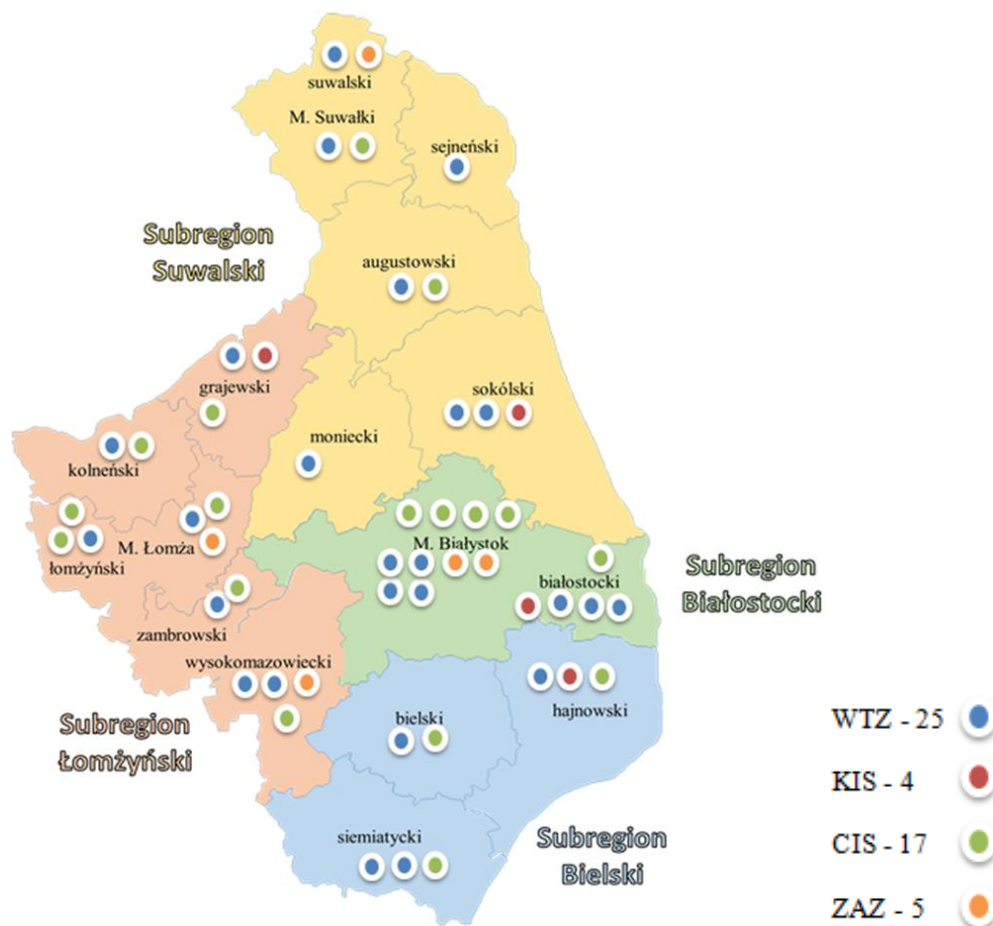 suwalski
M. Suwałki
sejneński
Subregion
Suwalski
augustowski
grajewski
sokólski
moniecki
kolneński
M. Białystok
M. Łomża
łomżyński
białostocki
Subregion
Białostocki
zambrowski
wysokomazowiecki
hajnowski
bielski
Subregion
Łomżyński
siemiatycki
Subregion
Bielski
WTZ - 25
KIS - 4
CIS - 17
ZAZ - 5